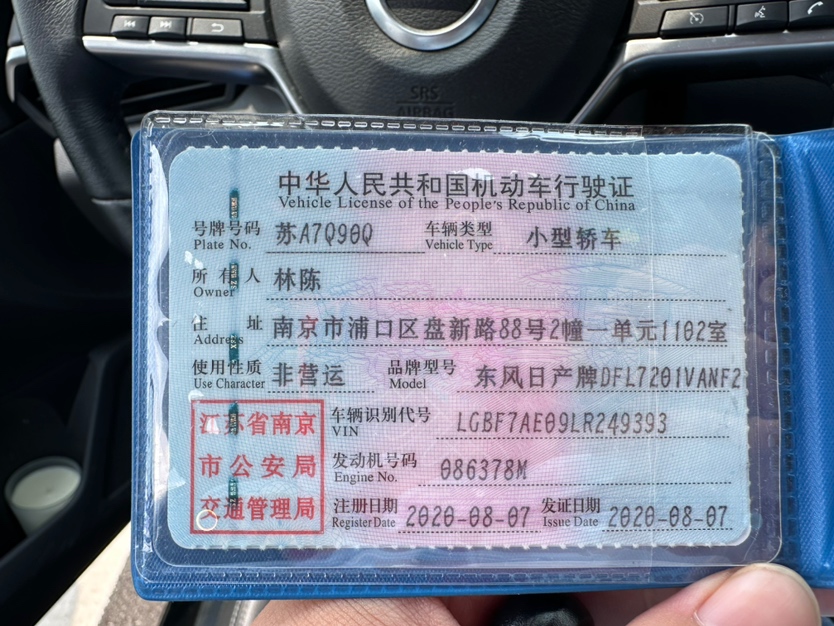 SRS
AIRBAG
中华人民共和国机动车行驶证
Vehicle License of the People's Republic of China
号牌号码 苏A7Q90Q 车辆类型 小型轿车
Plate No. Vehicle Type
所有人 林陈
Owner
住址 南京市浦口区盘新路88号2幢一单元1102室
Address
使用性质 非营运 品牌型号 东风日产牌DFL7201VANF2
Use Character Model
江苏省南京
市公安局
交通管理局
车辆识别代号 LGBF7AE09LR249393
VIN
发动机号码 086378M
Engine No.
注册日期 2020-08-07 发证日期 2020-08-07
Register Date Issue Date